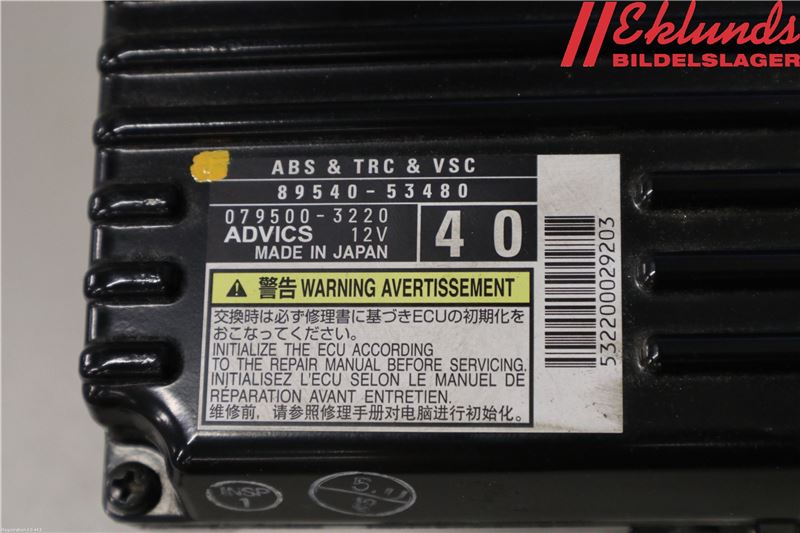 Eklunds
BILDELSLAGER
ABS & TRC & VSC
89540-53480
079500-3220
ADVICS 12V
MADE IN JAPAN
40
532200029203
警告 WARNING AVERTISSEMENT
交換時は必ず修理書に基づきECUの初期化を
おこなってください。
INITIALIZE THE ECU ACCORDING
TO THE REPAIR MANUAL BEFORE SERVICING.
INITIALISEZ L'ECU SELON LE MANUEL DE
RÉPARATION AVANT ENTRETIEN.
维修前,请参照修理手册对电脑进行初始化。
INSP
1